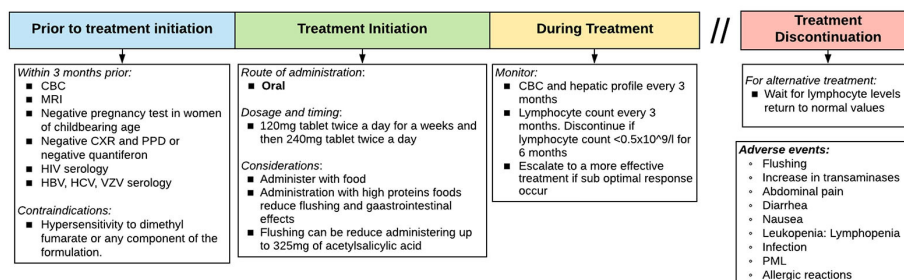 Prior to treatment initiation
Within 3 months prior:
■ CBC
■ MRI
■ Negative pregnancy test in women
of childbearing age
■ Negative CXR and PPD or
negative quantiferon
■ HIV serology
■ HBV, HCV, VZV serology
Contraindications:
■ Hypersensitivity to dimethyl
fumarate or any component of the
formulation.
Treatment Initiation
Route of administration:
■ Oral
Dosage and timing:
■ 120mg tablet twice a day for a weeks and
then 240mg tablet twice a day
Considerations:
■ Administer with food
■ Administration with high proteins foods
reduce flushing and gaastrointestinal
effects
■ Flushing can be reduce administering up
to 325mg of acetylsalicylic acid
During Treatment
Monitor:
■ CBC and hepatic profile every 3
months
■ Lymphocyte count every 3
months. Discontinue if
lymphocyte count <0.5x10^9/l for
6 months
■ Escalate to a more effective
treatment if sub optimal response
occur
//
Treatment
Discontinuation
For alternative treatment:
■ Wait for lymphocyte levels
return to normal values
Adverse events:
◦ Flushing
◦ Increase in transaminases
◦ Abdominal pain
◦ Diarrhea
◦ Nausea
◦ Leukopenia: Lymphopenia
◦ Infection
◦ PML
◦ Allergic reactions